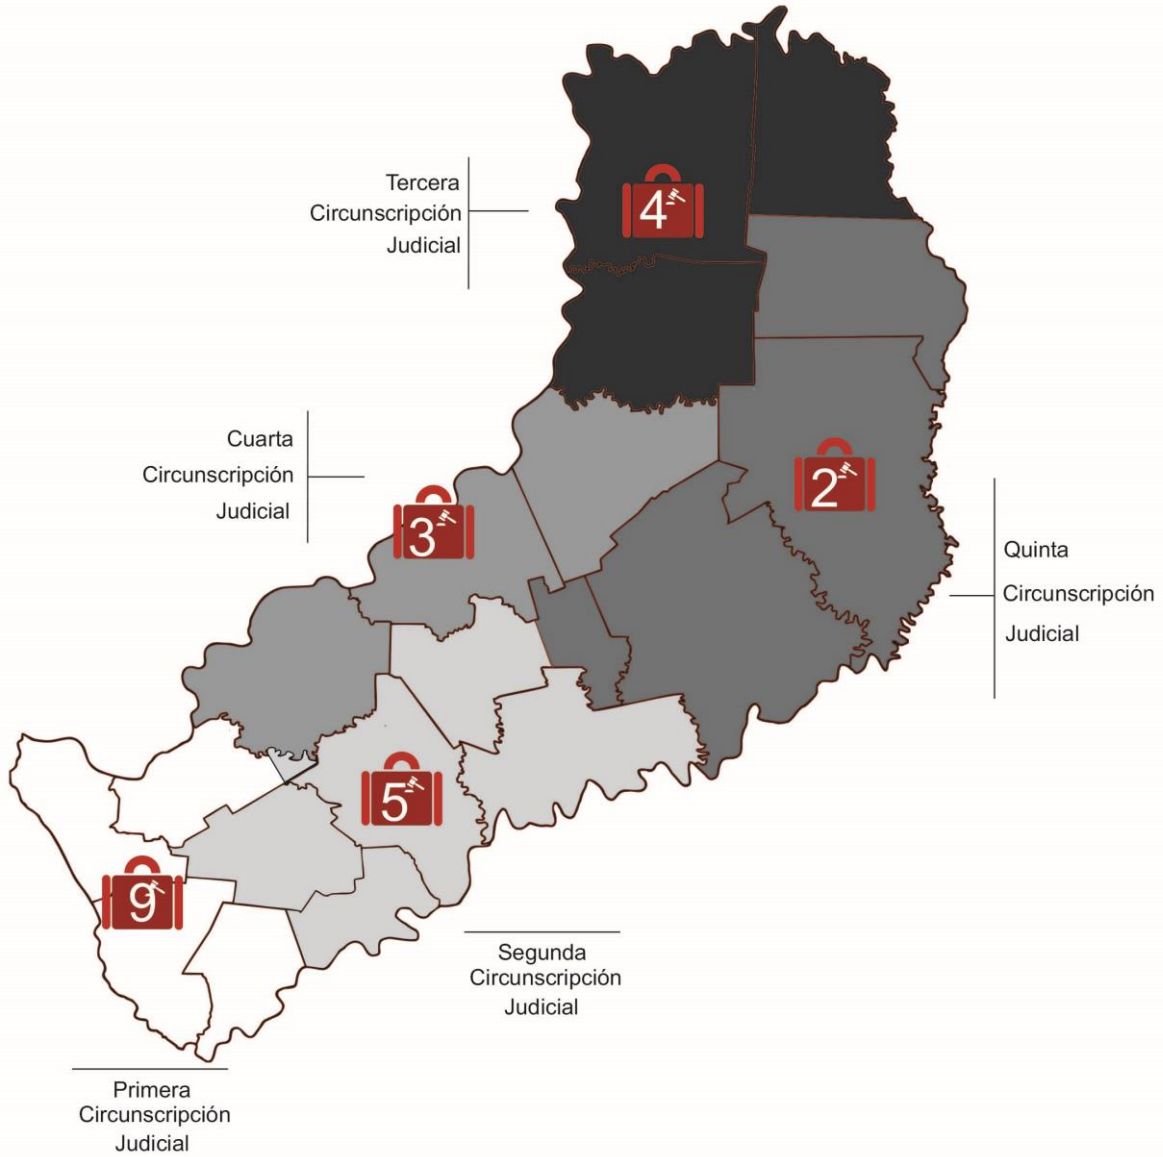 Tercera
Circunscripción
Judicial
4
Cuarta
Circunscripción
Judicial
3
2
Quinta
Circunscripción
Judicial
5
9
Segunda
Circunscripción
Judicial
Primera
Circunscripción
Judicial